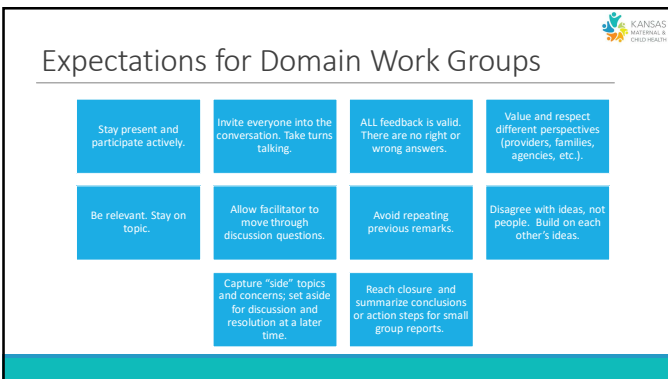 KANSAS
MATERNAL &
CHILD HEALTH
Expectations for Domain Work Groups
Stay present and
participate actively.
Invite everyone into the
conversation. Take turns
talking.
ALL feedback is valid.
There are no right or
wrong answers.
Value and respect
different perspectives
(providers, families,
agencies, etc.).
Be relevant. Stay on
topic.
Allow facilitator to
move through
discussion questions.
Avoid repeating
previous remarks.
Disagree with ideas, not
people.  Build on each
other’s ideas.
Capture “side” topics
and concerns; set aside
for discussion and
resolution at a later
time.
Reach closure  and
summarize conclusions
or action steps for small
group reports.